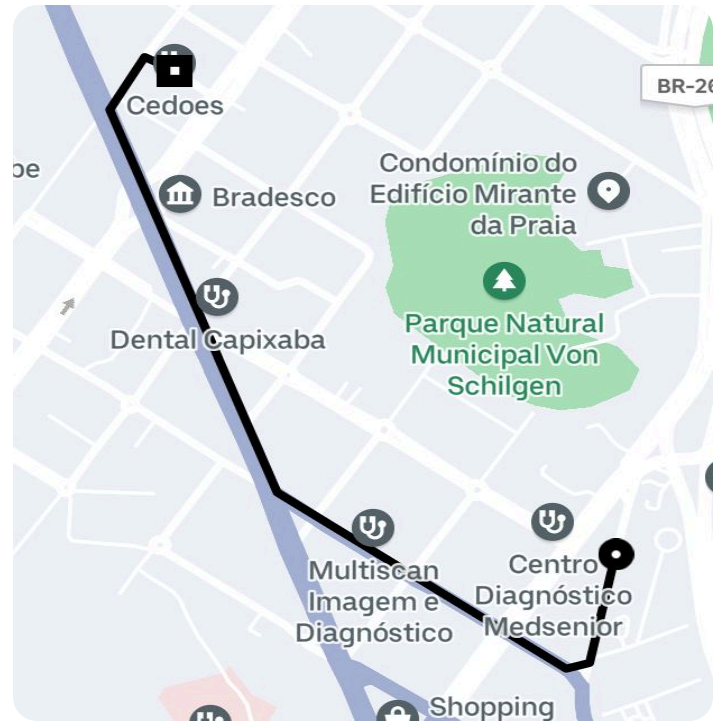 Cedoes
BR-26
be
Bradesco
Condomínio do
Edifício Mirante
da Praia
Parque Natural
Municipal Von
Schilgen
Dental Capixaba
Multiscan
Imagem e
Diagnóstico
Centro
Diagnóstico
Medsenior
Shopping